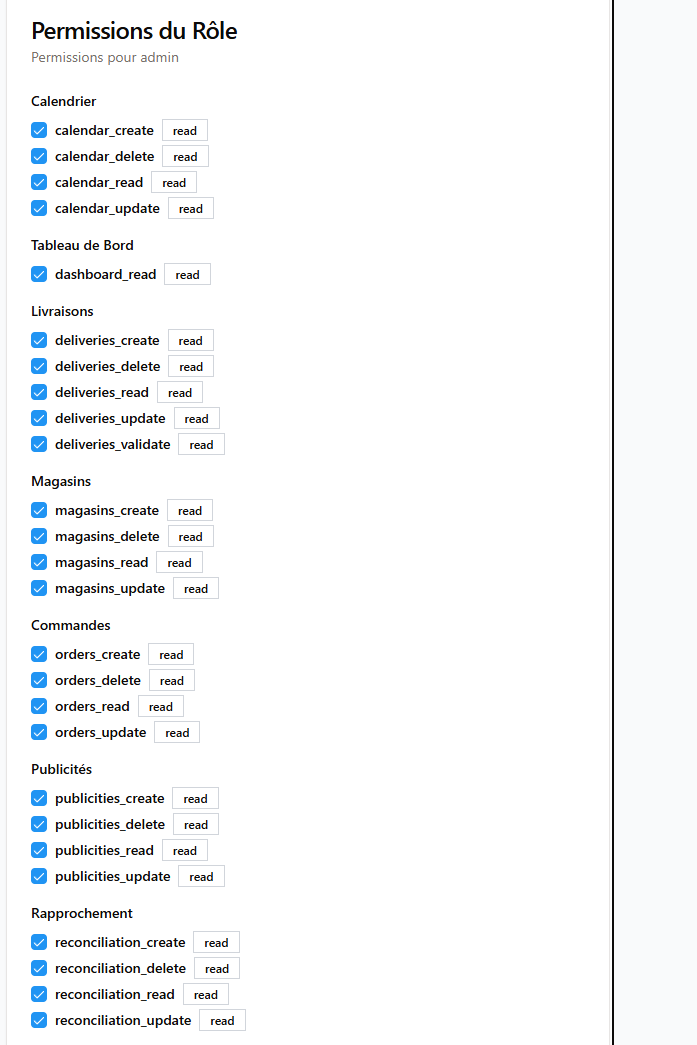 Permissions du Rôle
Permissions pour admin
Calendrier
calendar_create read
calendar_delete read
calendar_read read
calendar_update read
Tableau de Bord
dashboard_read read
Livraisons
deliveries_create read
deliveries_delete read
deliveries_read read
deliveries_update read
deliveries_validate read
Magasins
magasins_create read
magasins_delete read
magasins_read read
magasins_update read
Commandes
orders_create read
orders_delete read
orders_read read
orders_update read
Publicités
publicities_create read
publicities_delete read
publicities_read read
publicities_update read
Rapprochement
reconciliation_create read
reconciliation_delete read
reconciliation_read read
reconciliation_update read